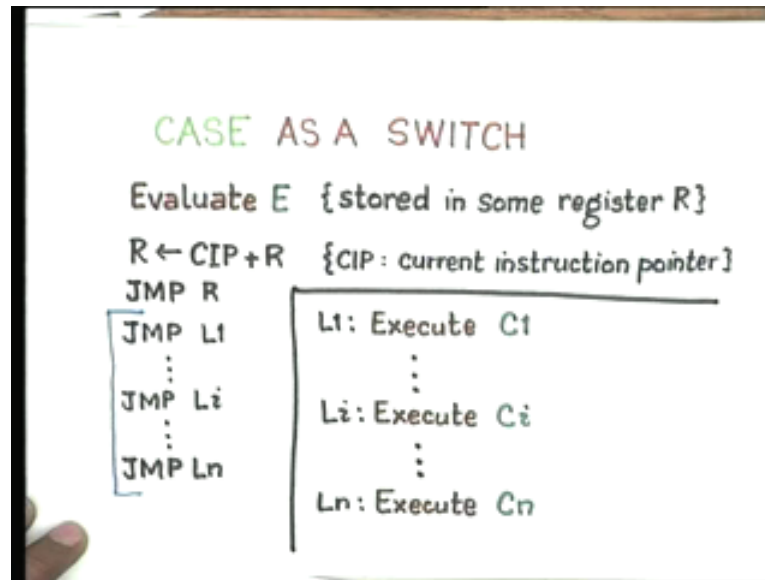 CASE AS A SWITCH
Evaluate E {stored in some register R}
R ← CIP + R {CIP : current instruction pointer}
JMP R
JMP L1
⋮
JMP Li
⋮
JMP Ln
L1 : Execute C1
⋮
Li : Execute Ci
⋮
Ln : Execute Cn